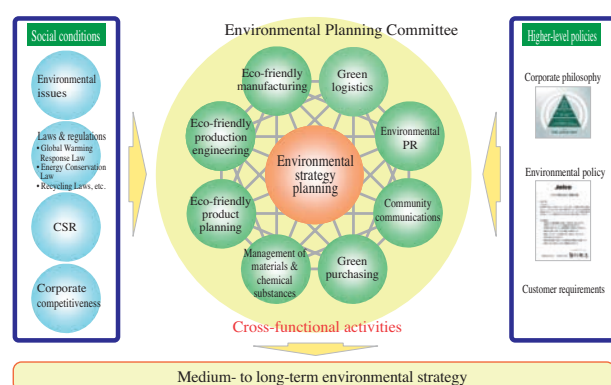 Social conditions
Environmental
issues
Laws & regulations
• Global Warming
Response Law
• Energy Conservation
Law
• Recycling Laws, etc.
CSR
Corporate
competitiveness
Environmental Planning Committee
Eco-friendly
manufacturing
Green
logistics
Eco-friendly
production
engineering
Environmental
PR
Environmental
strategy
planning
Eco-friendly
product
planning
Community
communications
Management of
materials &
chemical
substances
Green
purchasing
Cross-functional activities
Higher-level policies
Corporate philosophy
Environmental policy
Jatco
Customer requirements
Medium- to long-term environmental strategy